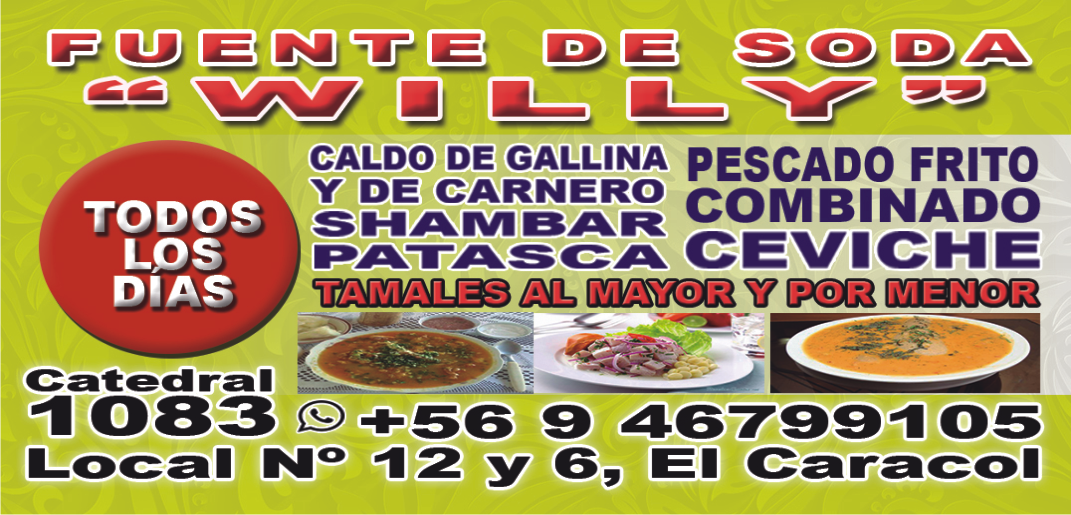 FUENTE DE SODA
“WILLY”
TODOS
LOS
DÍAS
CALDO DE GALLINA
Y DE CARNERO
SHAMBAR
PATASCA
PESCADO FRITO
COMBINADO
CEVICHE
TAMALES AL MAYOR Y POR MENOR
Catedral
1083 +56 9 46799105
Local Nº 12 y 6, El Caracol